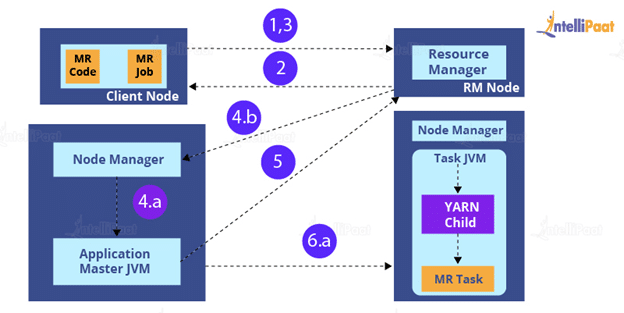 1,3
IntelliPaat
MR
Code
MR
Job
Client Node
2
Resource
Manager
RM Node
4.b
Node Manager
4.a
Application
Master JVM
5
6.a
Node Manager
Task JVM
YARN
Child
MR Task